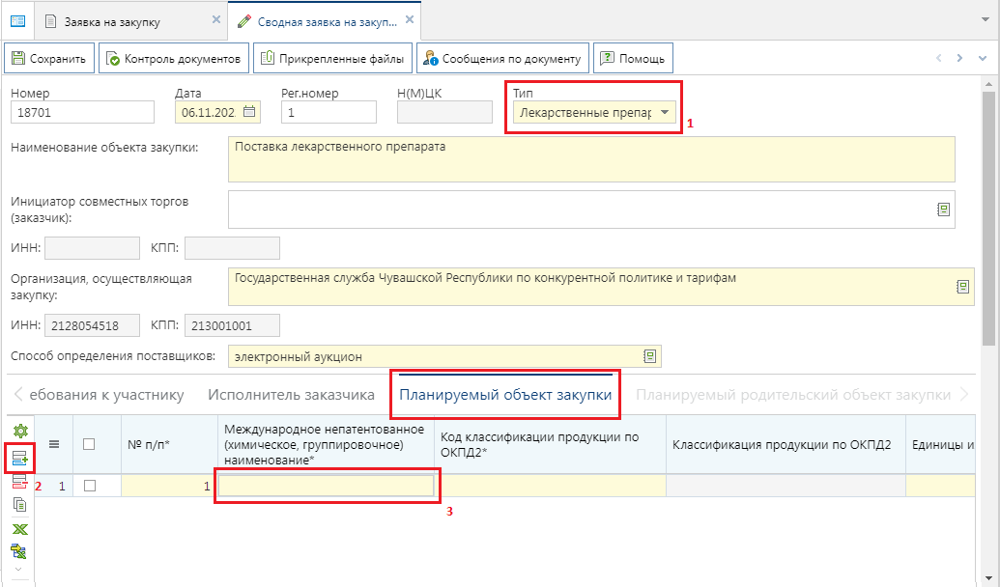 Заявка на закупку
Сводная заявка на закуп...
Сохранить
Контроль документов
Прикрепленные файлы
Сообщения по документу
Помощь
Номер
Дата
Рег.номер
Н(М)ЦК
Тип
18701
06.11.202
1
Лекарственные препар
1
Наименование объекта закупки:
Поставка лекарственного препарата
Инициатор совместных торгов
(заказчик):
ИНН:
КПП:
Организация, осуществляющая
закупку:
Государственная служба Чувашской Республики по конкурентной политике и тарифам
ИНН: 2128054518
КПП: 213001001
Способ определения поставщиков:
электронный аукцион
ебования к участнику
Исполнитель заказчика
Планируемый объект закупки
Планируемый родительский объект закупки
№ п/п*
Международное непатентованное
(химическое, группировочное)
наименование*
Код классификации продукции по
ОКПД2*
Классификация продукции по ОКПД2
Единицы и
2
1
1
3